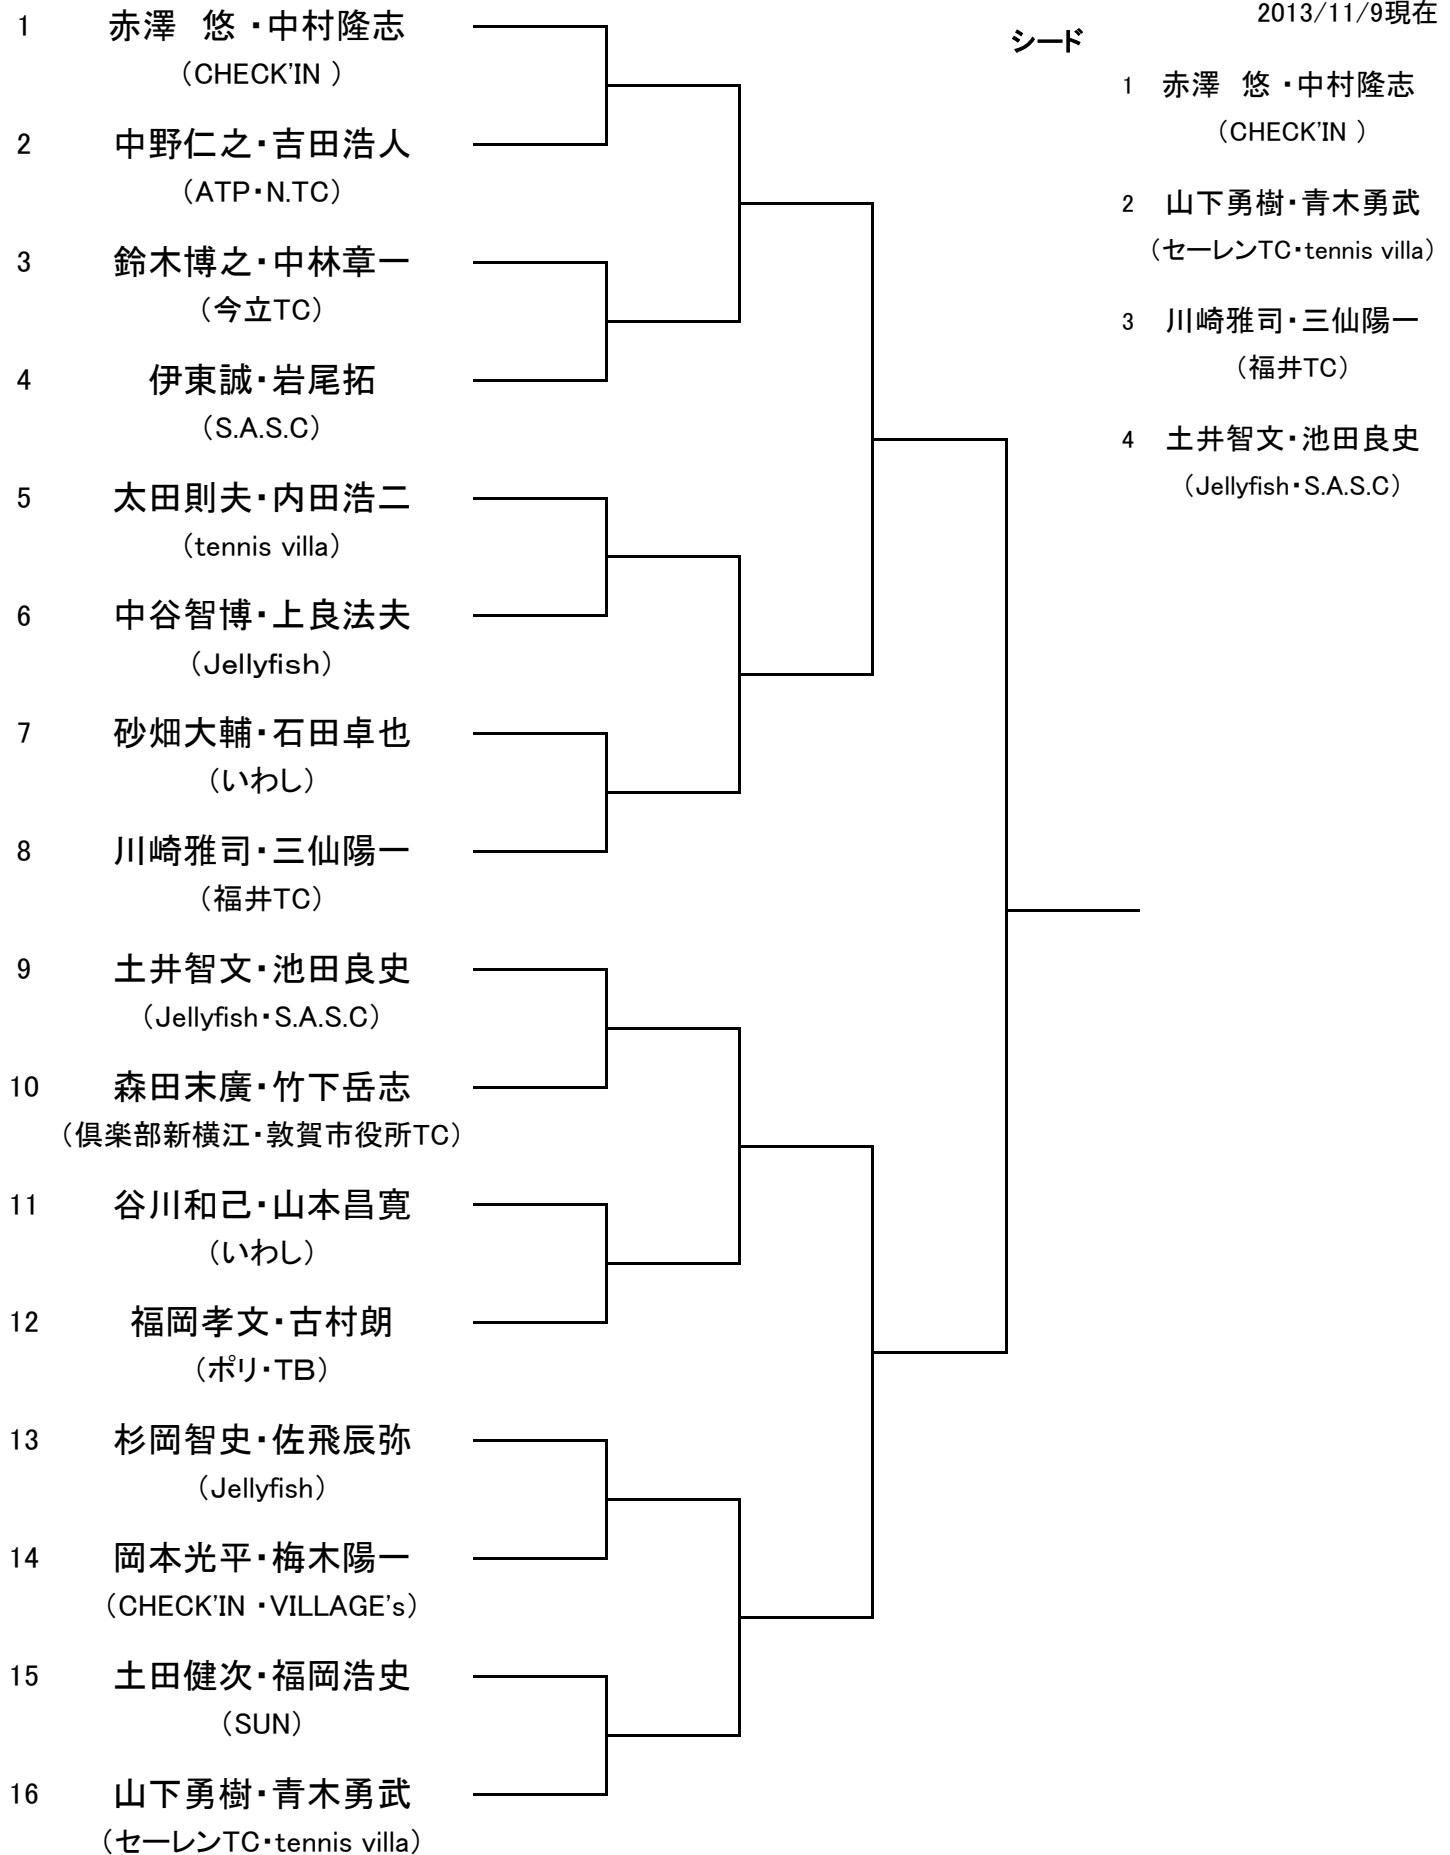 1 赤澤　悠・中村隆志
（CHECK'IN ）
2 中野仁之・吉田浩人
（ATP・N.TC）
3 鈴木博之・中林章一
（今立TC）
4 伊東誠・岩尾拓
（S.A.S.C）
5 太田則夫・内田浩二
（tennis villa）
6 中谷智博・上良法夫
（Jellyfish）
7 砂畑大輔・石田卓也
（いわし）
8 川崎雅司・三仙陽一
（福井TC）
9 土井智文・池田良史
（Jellyfish・S.A.S.C）
10 森田末廣・竹下岳志
（倶楽部新横江・敦賀市役所TC）
11 谷川和己・山本昌寛
（いわし）
12 福岡孝文・古村朗
（ポリ・TB）
13 杉岡智史・佐飛辰弥
（Jellyfish）
14 岡本光平・梅木陽一
（CHECK'IN ・VILLAGE's）
15 土田健次・福岡浩史
（SUN）
16 山下勇樹・青木勇武
（セーレンTC・tennis villa）
2013/11/9現在
シード
1 赤澤　悠・中村隆志
（CHECK'IN ）
2 山下勇樹・青木勇武
（セーレンTC・tennis villa）
3 川崎雅司・三仙陽一
（福井TC）
4 土井智文・池田良史
（Jellyfish・S.A.S.C）